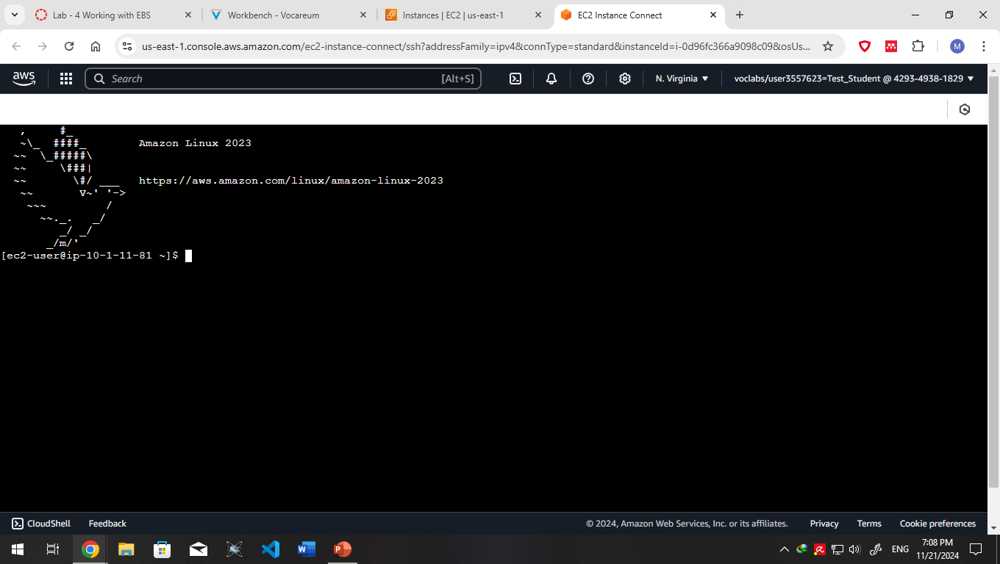 Lab - 4 Working with EBS
Workbench - Vocareum
Instances | EC2 | us-east-1
EC2 Instance Connect
us-east-1.console.aws.amazon.com/ec2-instance-connect/ssh?addressFamily=ipv4&connType=standard&instanceId=i-0d96fc366a9098c09&osUs...
M
aws
Search
[Alt+S]
N. Virginia
voclabs/user3557623=Test_Student @ 4293-4938-1829
   ,     #_
   ~\_  ####_        Amazon Linux 2023
  ~~  \_#####\
  ~~     \###|
  ~~       \#/ ___   https://aws.amazon.com/linux/amazon-linux-2023
   ~~       V~' '->
    ~~~         /
      ~~._.   _/
         _/ _/
       _/m/'
[ec2-user@ip-10-1-11-81 ~]$
CloudShell
Feedback
© 2024, Amazon Web Services, Inc. or its affiliates.
Privacy
Terms
Cookie preferences
W
P
ENG
7:08 PM
11/21/2024